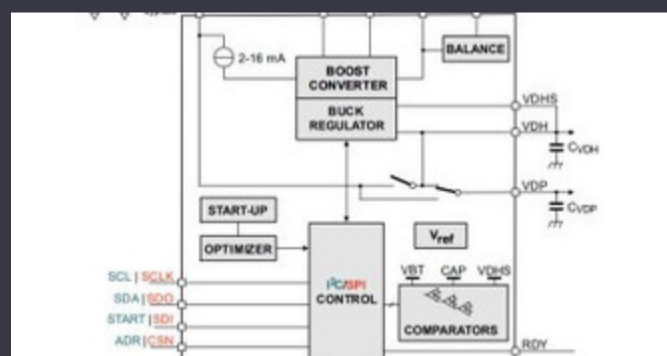 2-16 mA
BALANCE
BOOST
CONVERTER
BUCK
REGULATOR
VDHS
VDH
CVDH
VDP
CVDP
START-UP
OPTIMIZER
Vref
SCL | SCLK
SDA | SDO
START | SDI
ADR | CSN
I²C/SPI
CONTROL
VBT CAP VDHS
COMPARATORS
RDY